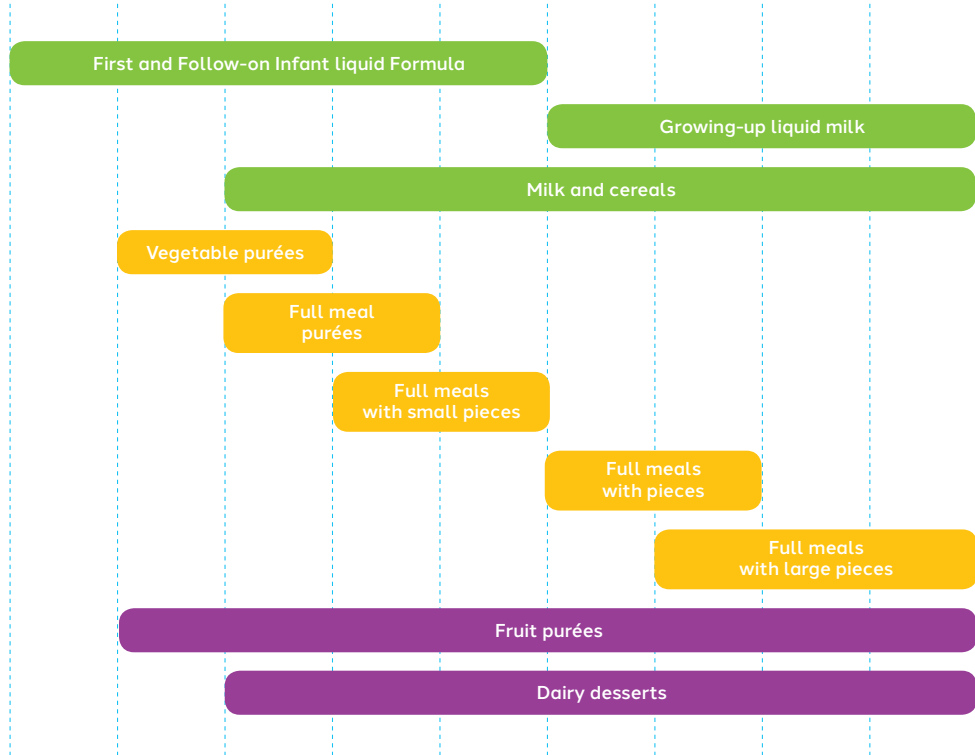 First and Follow-on Infant liquid Formula
Growing-up liquid milk
Milk and cereals
Vegetable purées
Full meal
purées
Full meals
with small pieces
Full meals
with pieces
Full meals
with large pieces
Fruit purées
Dairy desserts